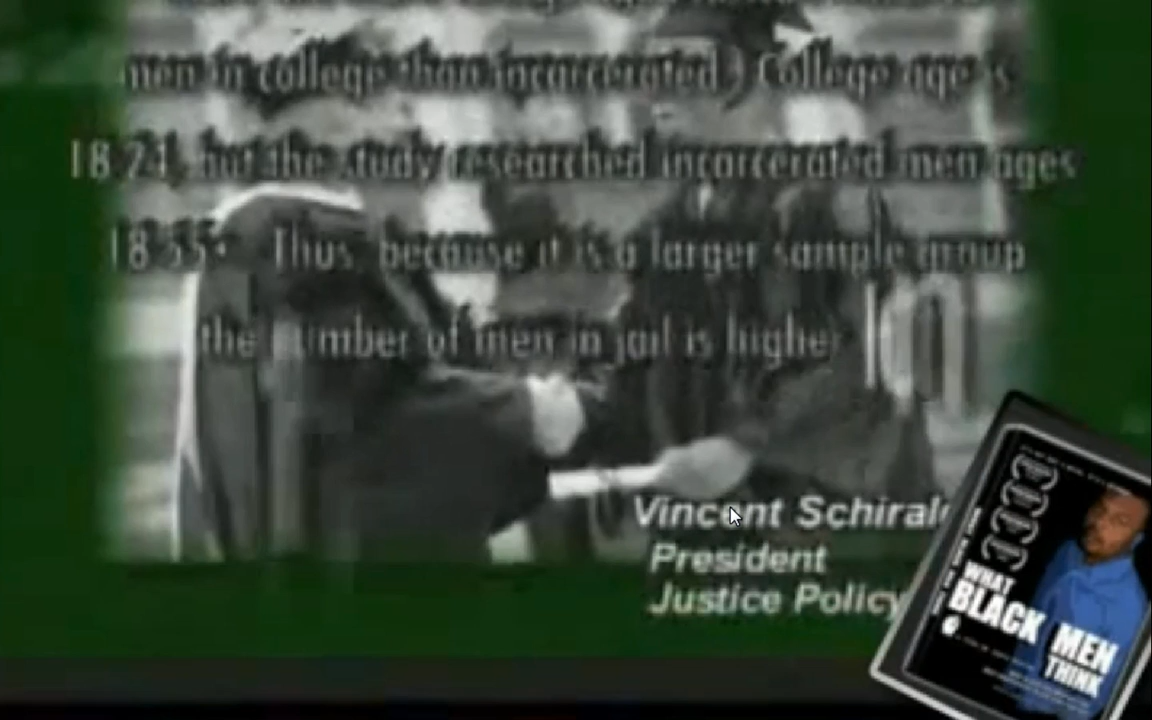 men in college than incarcerated.) College age is
18-24, but the study researched incarcerated men ages
18-55+. Thus, because it is a larger sample group
the number of men in jail is higher
Vincent Schiral
President
Justice Policy
WHAT
BLACK MEN
THINK